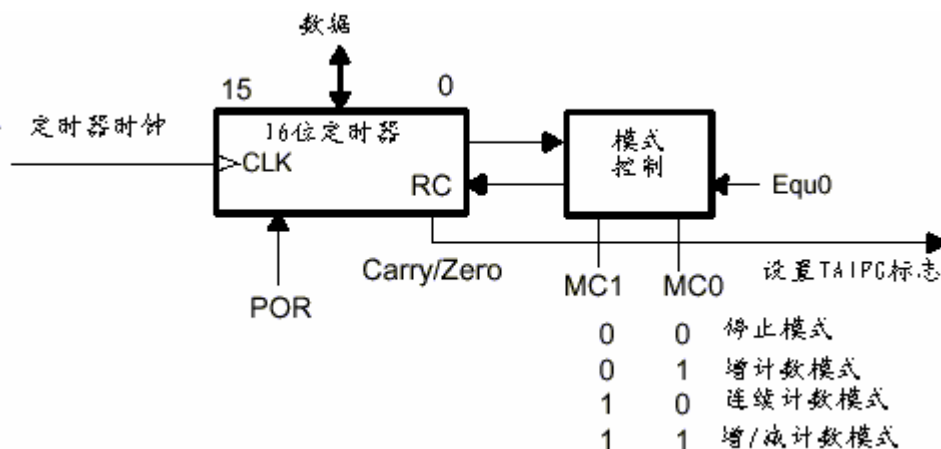 数据
15 0
定时器时钟
16位定时器
CLK
RC
模式
控制
Equ0
Carry/Zero
设置TAIFG标志
POR
MC1 MC0
0 0 停止模式
0 1 增计数模式
1 0 连续计数模式
1 1 增/减计数模式